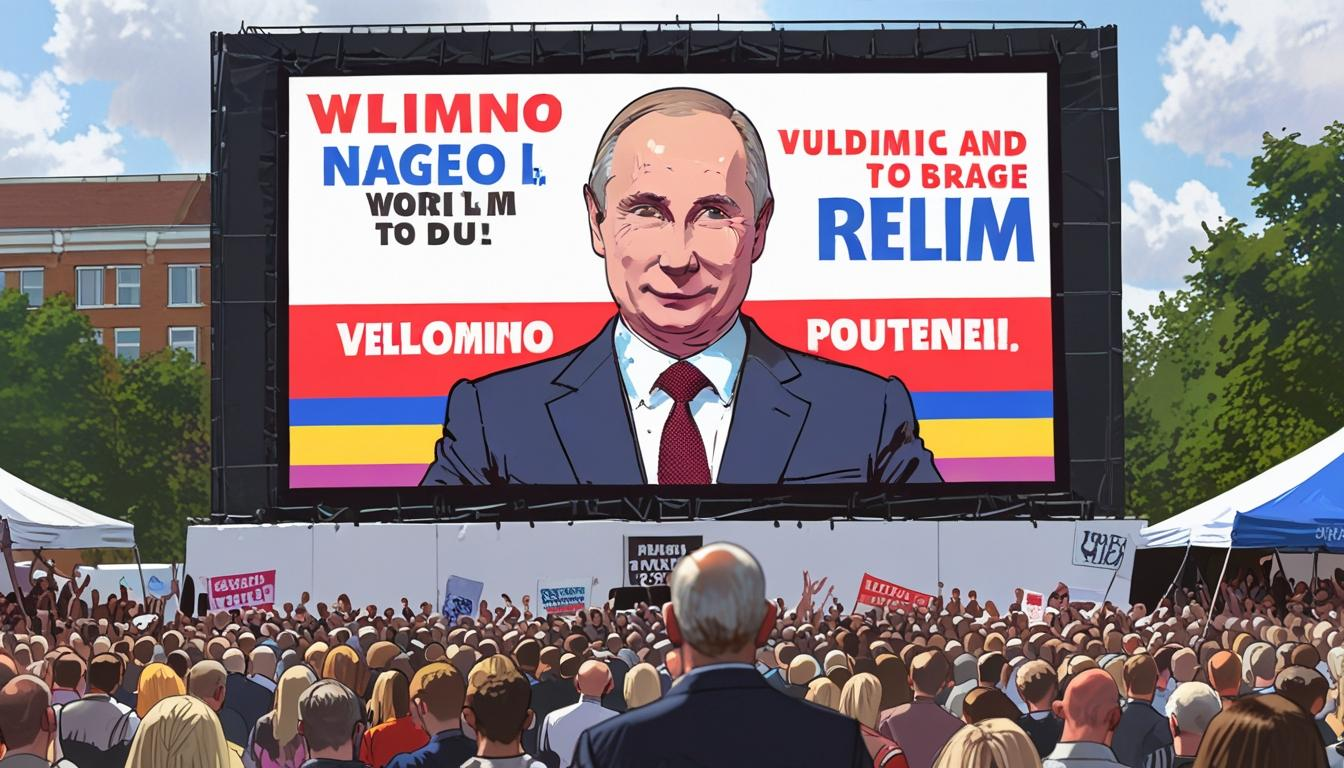 WLIMNO
NAGEO L
WORI LM
TO DU!
VULDIMIC AND
TO BRAGE
RELIM
VELLOMINO
POUTENEII.